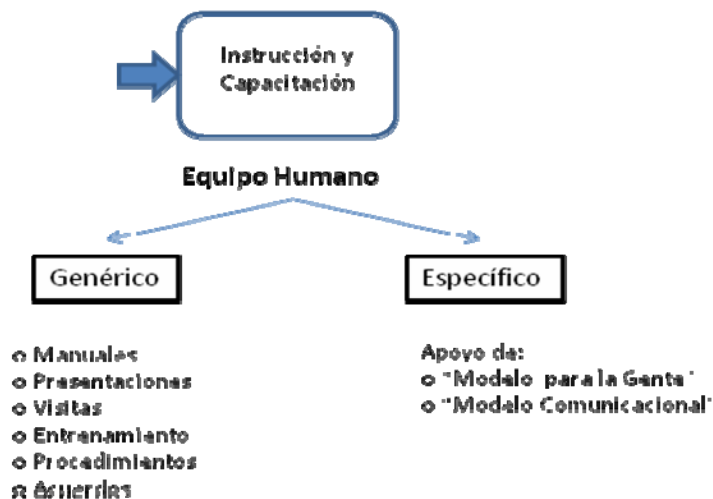 Instrucción y
Capacitación
Equipo Humano
Genérico
Específico
o Manuales
o Presentaciones
o Visitas
o Entrenamiento
o Procedimientos
o Acuerdos
Apoyo de:
o "Modelo para la Gente"
o "Modelo Comunicacional"